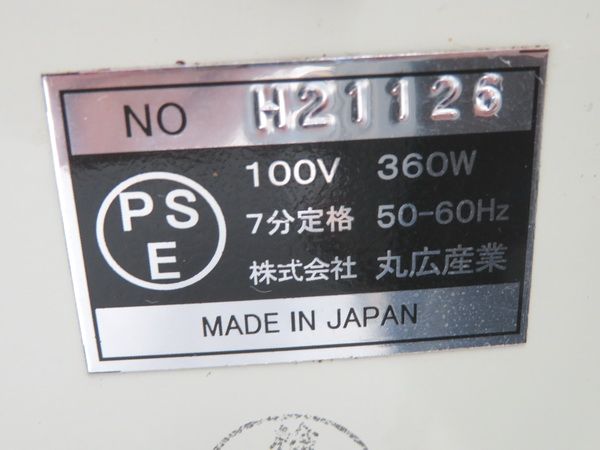 NO H21126
PS
E
100V 360W
7分定格 50-60Hz
株式会社 丸広産業
MADE IN JAPAN